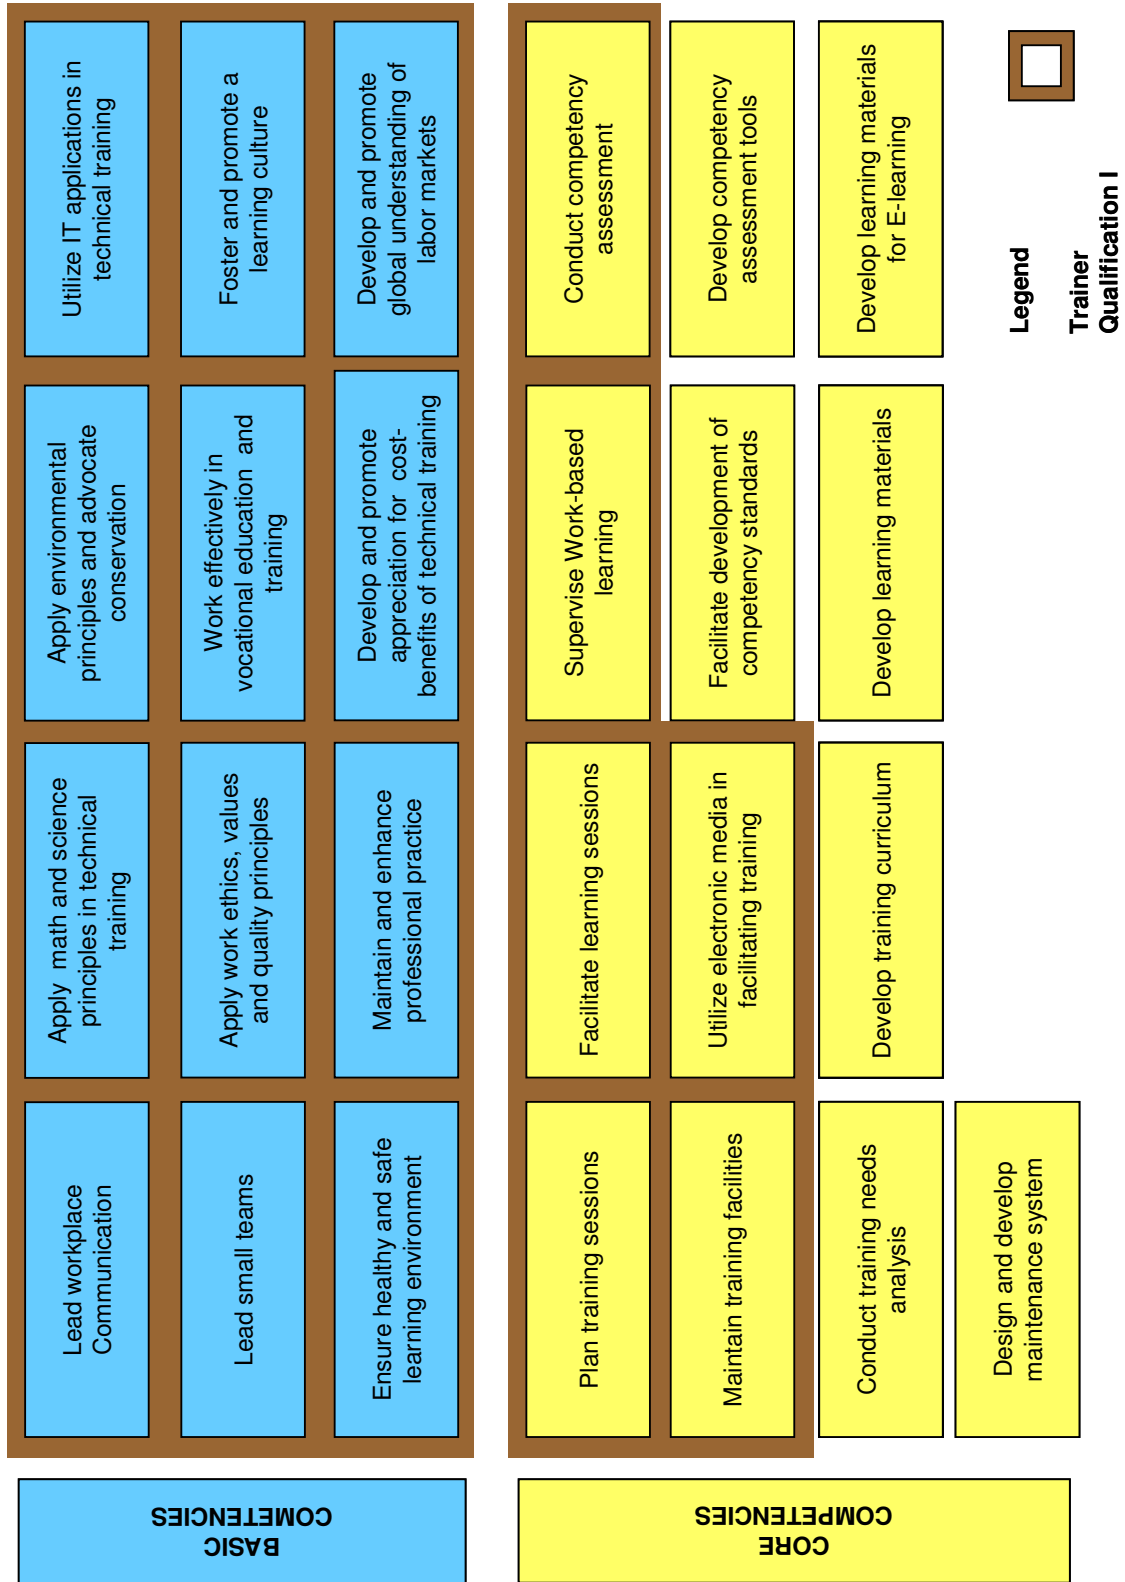 BASIC
COMETENCIES
Lead workplace
Communication
Apply math and science
principles in technical
training
Apply environmental
principles and advocate
conservation
Utilize IT applications in
technical training
Lead small teams
Apply work ethics, values
and quality principles
Work effectively in
vocational education and
training
Foster and promote a
learning culture
Ensure healthy and safe
learning environment
Maintain and enhance
professional practice
Develop and promote
appreciation for cost-
benefits of technical training
Develop and promote
global understanding of
labor markets
CORE
COMPETENCIES
Plan training sessions
Facilitate learning sessions
Supervise Work-based
learning
Conduct competency
assessment
Maintain training facilities
Utilize electronic media in
facilitating training
Facilitate development of
competency standards
Develop competency
assessment tools
Conduct training needs
analysis
Develop training curriculum
Develop learning materials
Develop learning materials
for E-learning
Design and develop
maintenance system
Legend
Trainer
Qualification I